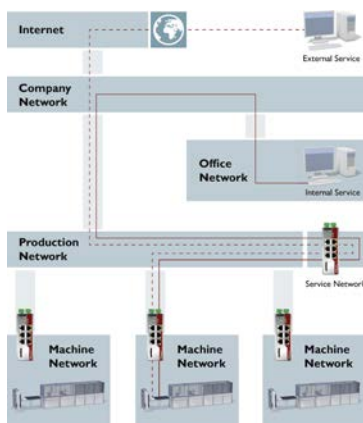 Internet
External Service
Company
Network
Office
Network
Internal Service
Production
Network
Service Network
Machine
Network
Machine
Network
Machine
Network